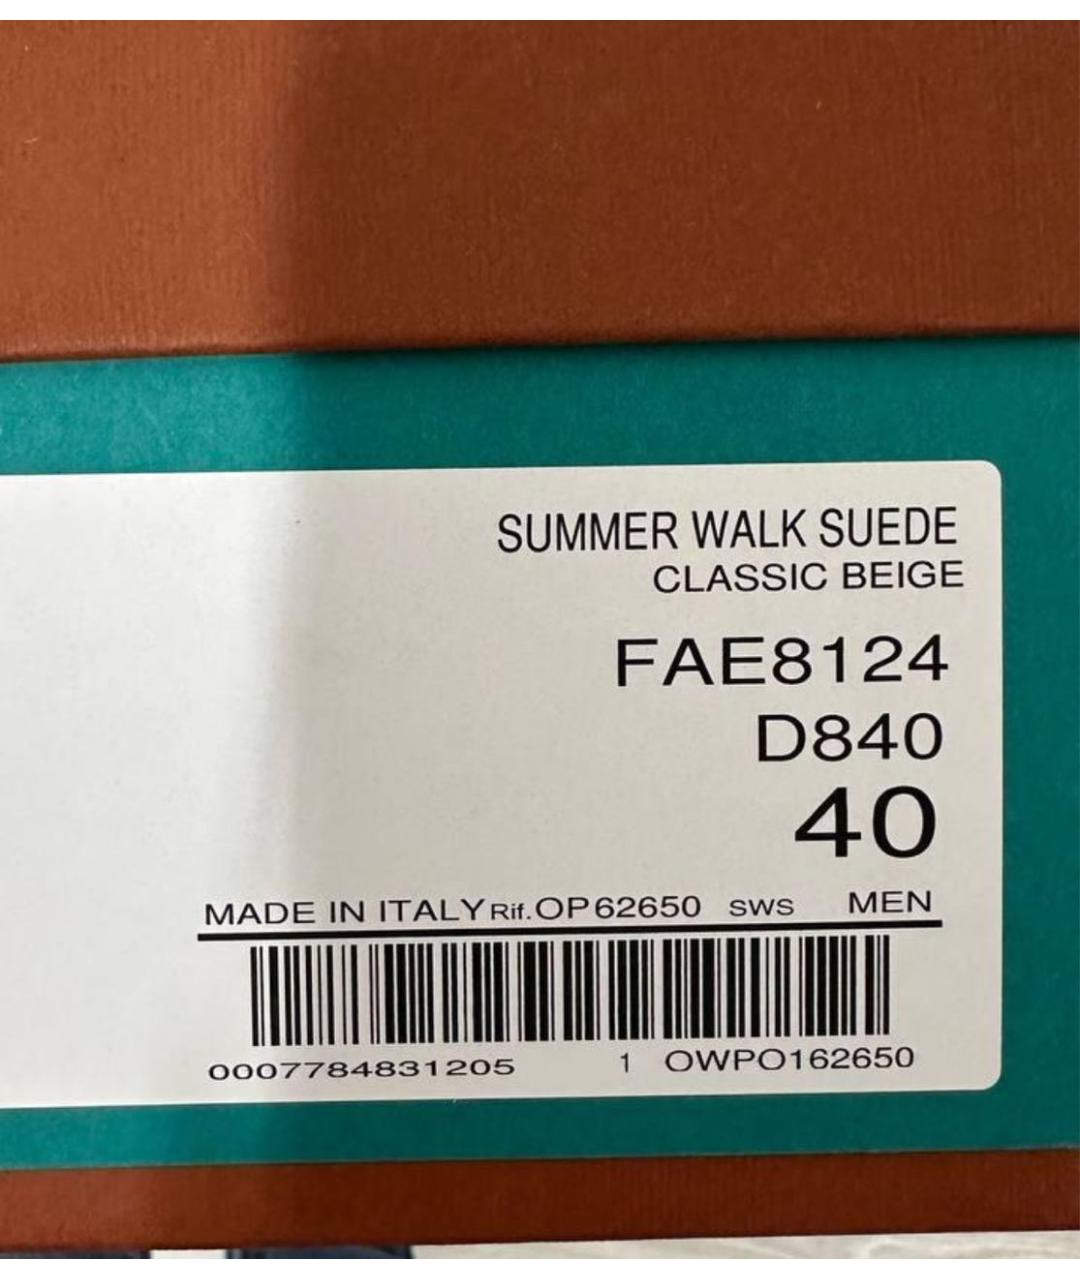 SUMMER WALK SUEDE
CLASSIC BEIGE
FAE8124
D840
40
MADE IN ITALY Rif.OP62650 SWS MEN
0007784831205 1 OWPO162650